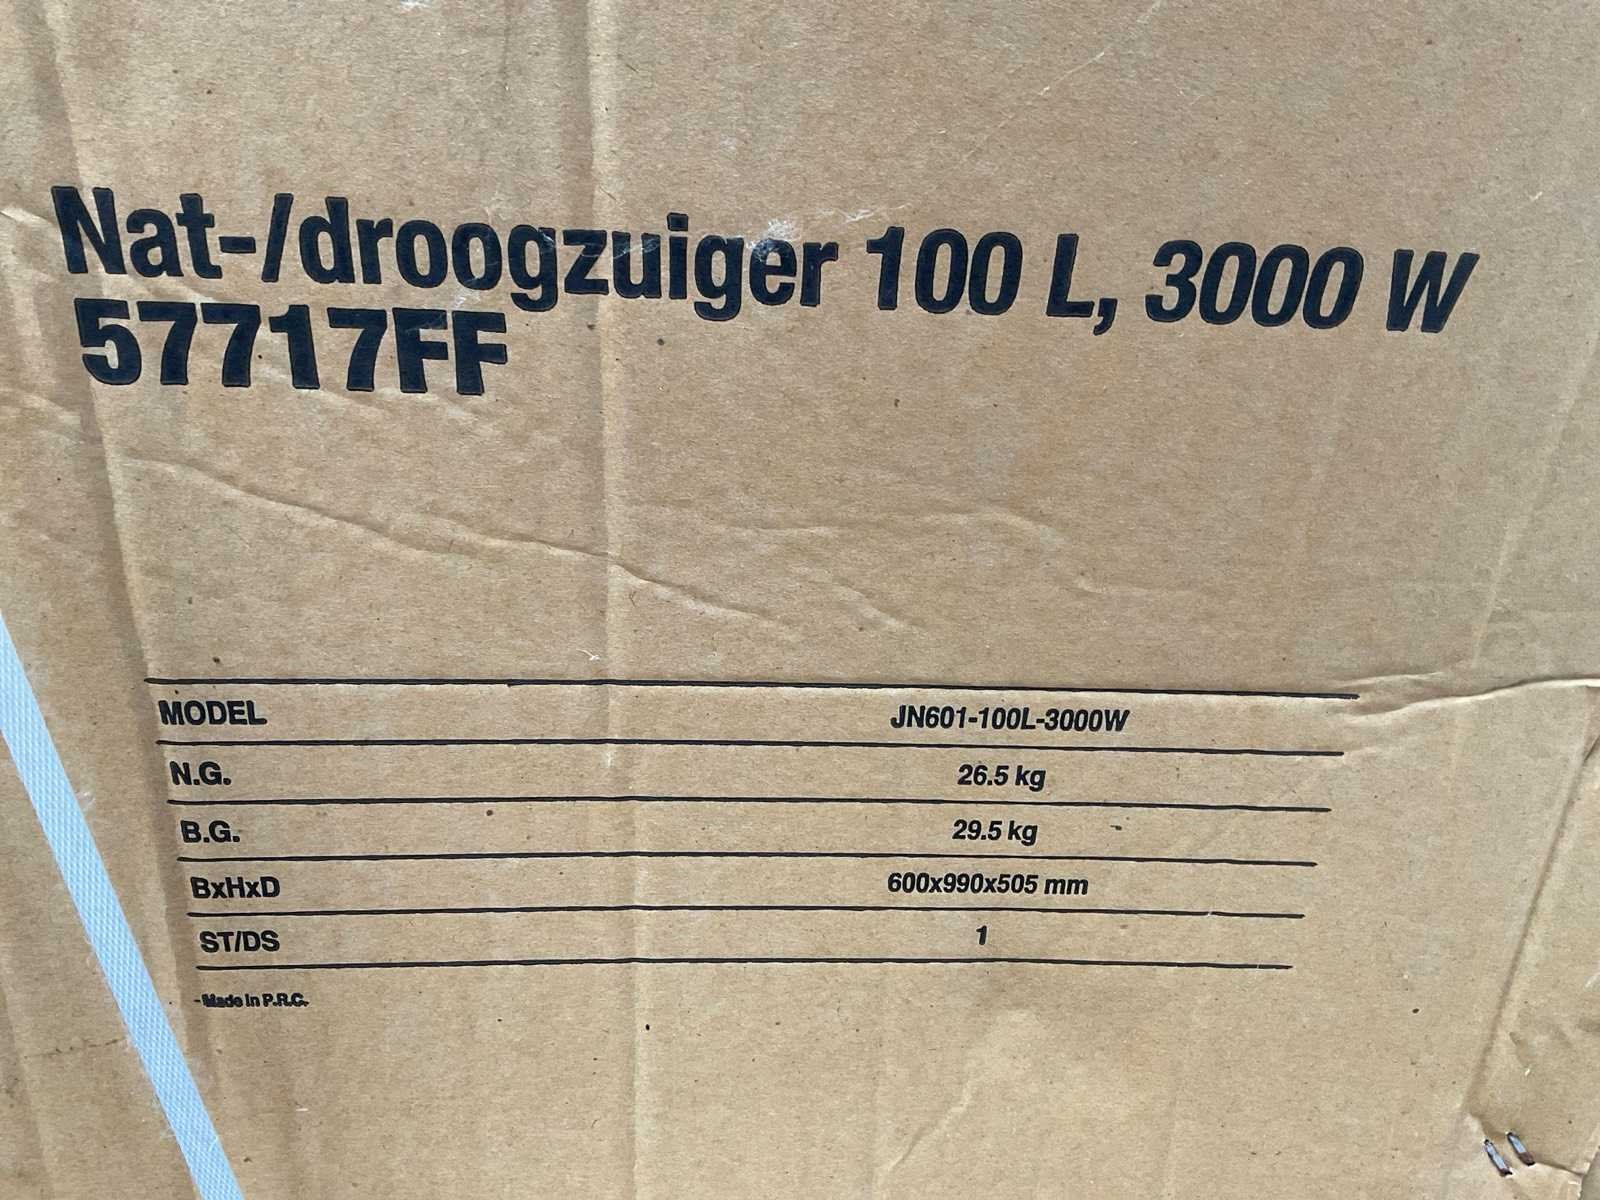 Nat-/droogzuiger 100 L, 3000 W
57717FF
MODEL JN601-100L-3000W
N.G. 26.5 kg
B.G. 29.5 kg
BxHxD 600x990x505 mm
ST/DS 1
- Made in P.R.C.